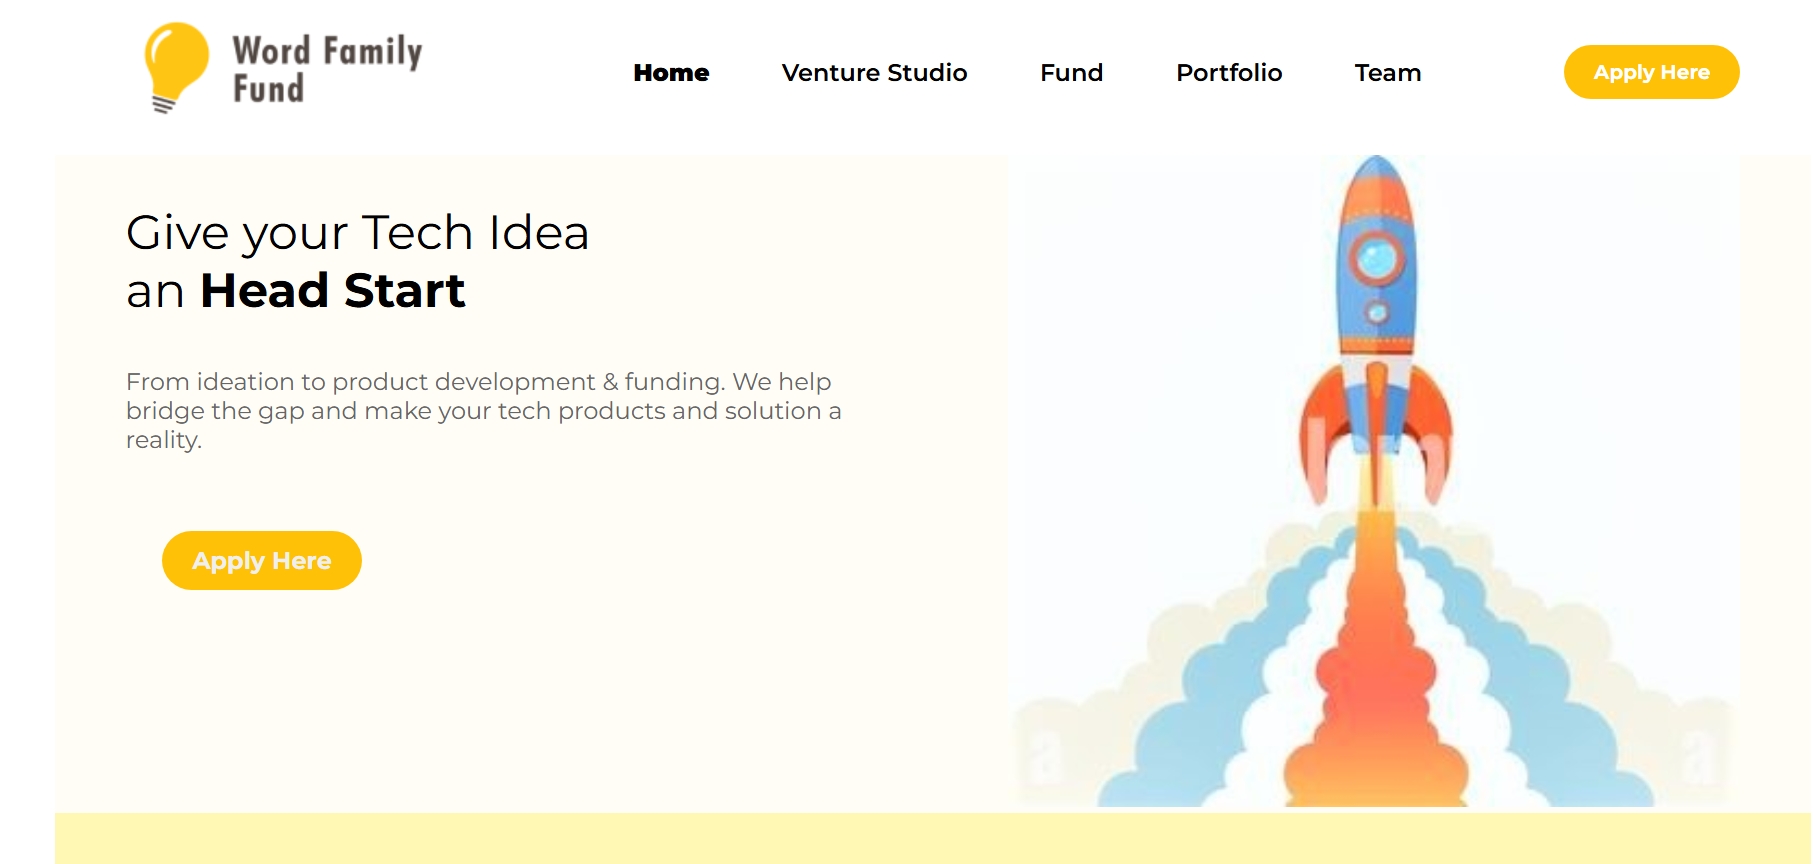 Word Family
Fund
Home
Venture Studio
Fund
Portfolio
Team
Apply Here
Give your Tech Idea
an Head Start
From ideation to product development & funding. We help
bridge the gap and make your tech products and solution a
reality.
Apply Here
a
a